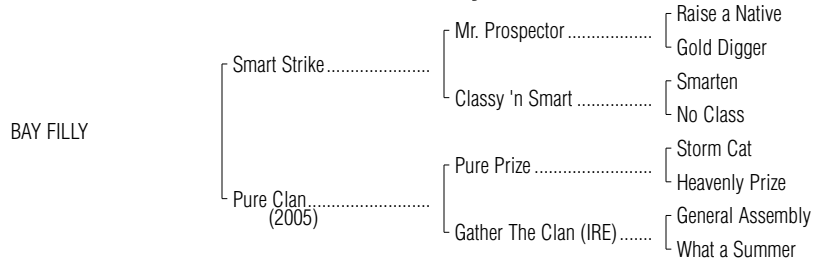 Raise a Native
Mr. Prospector ..................
Gold Digger
Smart Strike ......................
Smarten
Classy 'n Smart ................
No Class
BAY FILLY
Storm Cat
Pure Prize .........................
Heavenly Prize
Pure Clan..........................
(2005)
General Assembly
Gather The Clan (IRE).......
What a Summer